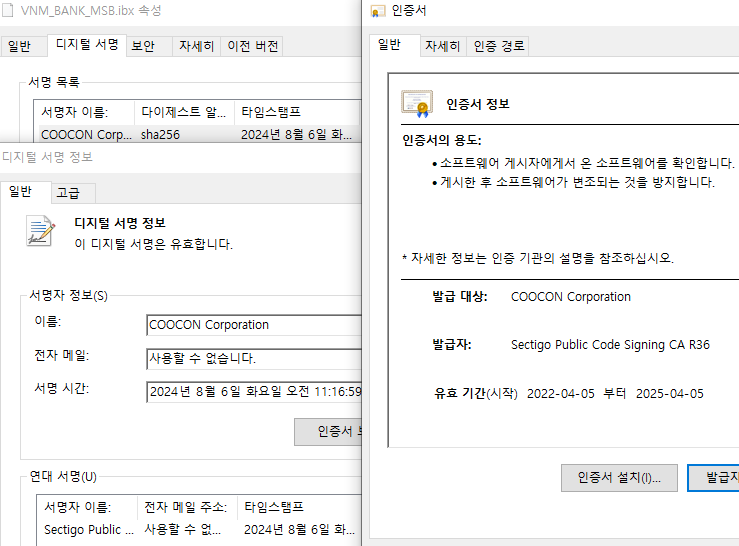 VNM_BANK_MSB.ibx 속성
일반 디지털 서명 보안 자세히 이전 버전
서명 목록
서명자 이름: 다이제스트 알... 타임스탬프
COOCON Corp... sha256 2024년 8월 6일 화...
디지털 서명 정보
일반 고급
디지털 서명 정보
이 디지털 서명은 유효합니다.
서명자 정보(S)
이름: COOCON Corporation
전자 메일: 사용할 수 없습니다.
서명 시간: 2024년 8월 6일 화요일 오전 11:16:59
인증서
연대 서명(U)
서명자 이름: 전자 메일 주소: 타임스탬프
Sectigo Public ... 사용할 수 없... 2024년 8월 6일 화...
인증서
일반 자세히 인증 경로
인증서 정보
인증서의 용도:
• 소프트웨어 게시자에게서 온 소프트웨어를 확인합니다.
• 게시한 후 소프트웨어가 변조되는 것을 방지합니다.
* 자세한 정보는 인증 기관의 설명을 참조하십시오.
발급 대상: COOCON Corporation
발급자: Sectigo Public Code Signing CA R36
유효 기간(시작) 2022-04-05 부터 2025-04-05
인증서 설치(I)... 발급자